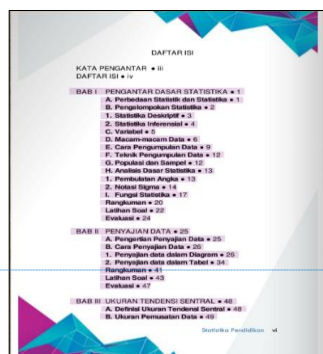 DAFTAR ISI
KATA PENGANTAR • iii
DAFTAR ISI • iv
BAB I PENGANTAR DASAR STATISTIKA • 1
A. Perbedaan Statistik dan Statistika • 1
B. Pengelompokan Statistika • 2
1. Statistika Deskriptif • 3
2. Statistika Inferensial • 4
C. Variabel • 5
D. Macam-macam Data • 6
E. Cara Pengumpulan Data • 9
F. Teknik Pengumpulan Data • 12
G. Populasi dan Sampel • 12
H. Analisis Dasar Statistika • 13
1. Pembulatan Angka • 13
2. Notasi Sigma • 14
I. Fungsi Statistika • 17
Rangkuman • 20
Latihan Soal • 22
Evaluasi • 24
BAB II PENYAJIAN DATA • 25
A. Pengertian Penyajian Data • 25
B. Cara Penyajian Data • 26
1. Penyajian data dalam Diagram • 26
2. Penyajian data dalam Tabel • 34
Rangkuman • 41
Latihan Soal • 43
Evaluasi • 47
BAB III UKURAN TENDENSI SENTRAL • 48
A. Definisi Ukuran Tendensi Sentral • 48
B. Ukuran Pemusatan Data • 49
Statistika Pendidikan vi